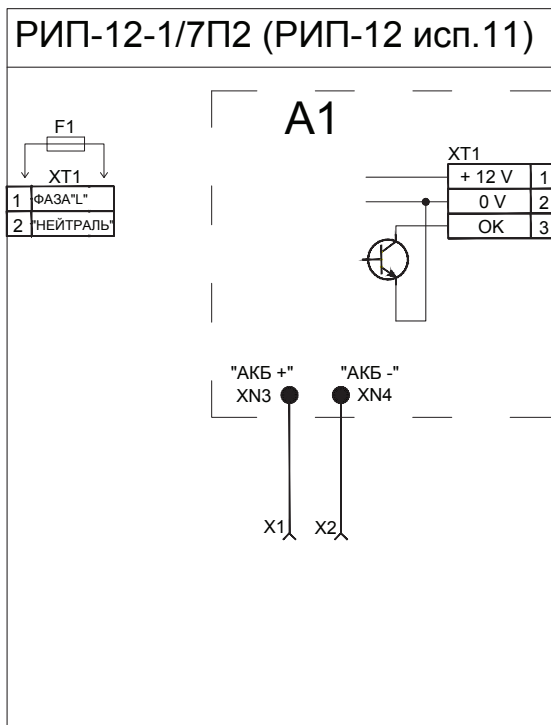 РИП-12-1/7П2 (РИП-12 исп.11)
A1
F1
XT1
1 ФАЗА"L"
2 "НЕЙТРАЛЬ"
XT1
+ 12 V 1
0 V 2
OK 3
"АКБ +" "АКБ -"
XN3 XN4
X1 X2